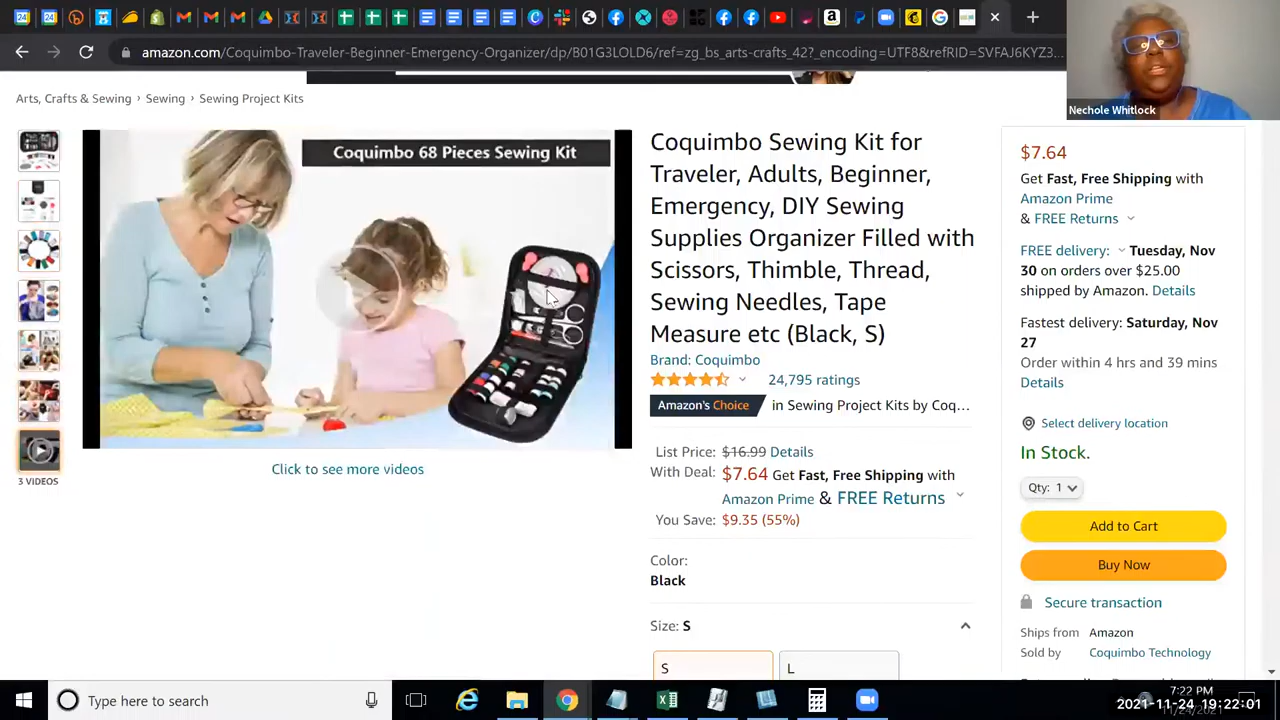 amazon.com/Coquimbo-Traveler-Beginner-Emergency-Organizer/dp/B01G3LOLD6/ref=zg_bs_arts-crafts_42?_encoding=UTF8&refRID=SVFAJ6KYZ3...
Nechole Whitlock
Arts, Crafts & Sewing › Sewing › Sewing Project Kits
Coquimbo 68 Pieces Sewing Kit
3 VIDEOS
Click to see more videos
Coquimbo Sewing Kit for
Traveler, Adults, Beginner,
Emergency, DIY Sewing
Supplies Organizer Filled with
Scissors, Thimble, Thread,
Sewing Needles, Tape
Measure etc (Black, S)
Brand: Coquimbo
24,795 ratings
Amazon's Choice in Sewing Project Kits by Coq...
List Price: $16.99 Details
With Deal: $7.64 Get Fast, Free Shipping with
Amazon Prime & FREE Returns
You Save: $9.35 (55%)
Color:
Black
Size: S
S L
$7.64
Get Fast, Free Shipping with
Amazon Prime
& FREE Returns
FREE delivery: Tuesday, Nov
30 on orders over $25.00
shipped by Amazon. Details
Fastest delivery: Saturday, Nov
27
Order within 4 hrs and 39 mins
Details
Select delivery location
In Stock.
Qty: 1
Add to Cart
Buy Now
Secure transaction
Ships from Amazon
Sold by Coquimbo Technology
Type here to search
7:22 PM
2021-11-24 19:22:01
11/24/2021